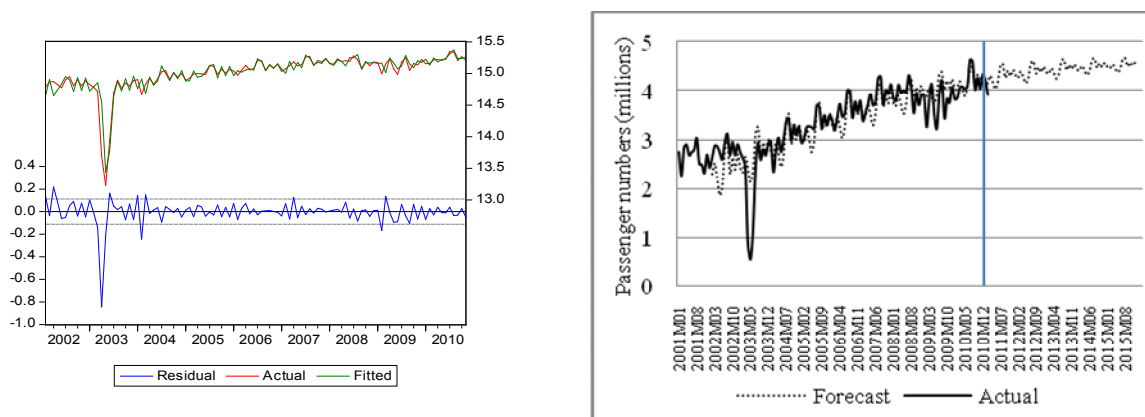 15.5
15.0
14.5
14.0
13.5
13.0
0.4
0.2
0.0
-0.2
-0.4
-0.6
-0.8
-1.0
2002 2003 2004 2005 2006 2007 2008 2009 2010
Residual Actual Fitted
Passenger numbers (millions)
5
4
3
2
1
0
2001M01
2001M08
2002M03
2002M10
2003M05
2003M12
2004M07
2005M02
2005M09
2006M04
2006M11
2007M06
2008M01
2008M08
2009M03
2009M10
2010M05
2010M12
2011M07
2012M02
2012M09
2013M04
2013M11
2014M06
2015M01
2015M08
Forecast Actual